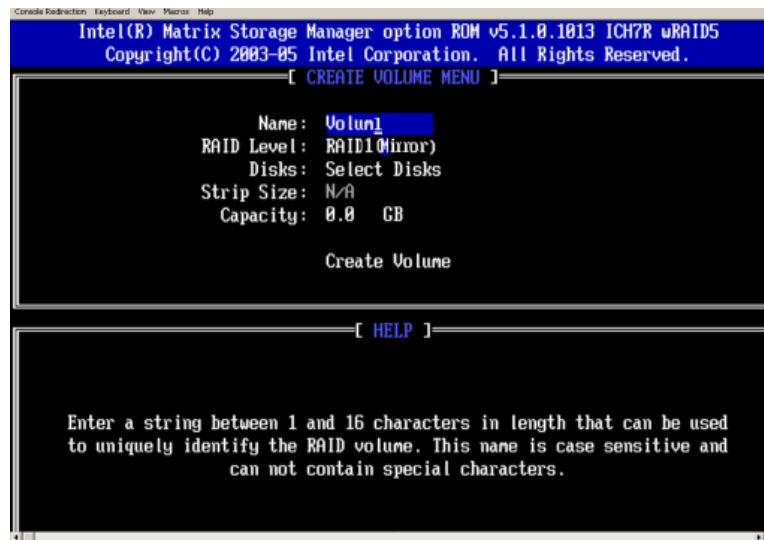 Console Redirection Keyboard View Macros Help
Intel(R) Matrix Storage Manager option ROM v5.1.0.1013 ICH7R wRAID5
Copyright(C) 2003-05 Intel Corporation. All Rights Reserved.
[ CREATE VOLUME MENU ]
Name: Volum1
RAID Level: RAID1(Mirror)
Disks: Select Disks
Strip Size: N/A
Capacity: 0.0 GB
Create Volume
[ HELP ]
Enter a string between 1 and 16 characters in length that can be used
to uniquely identify the RAID volume. This name is case sensitive and
can not contain special characters.